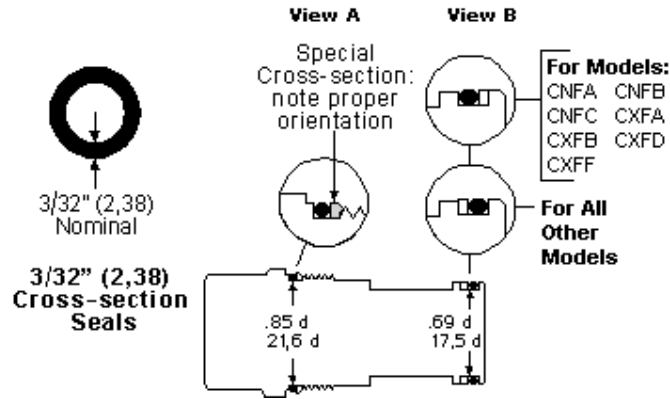 View A
View B
Special
Cross-section:
note proper
orientation
For Models:
CNFA CNFB
CNFC CXFA
CXFB CXFD
CXFF
3/32" (2,38)
Nominal
For All
Other
Models
3/32" (2,38)
Cross-section
Seals
.85 d
21,6 d
.69 d
17,5 d